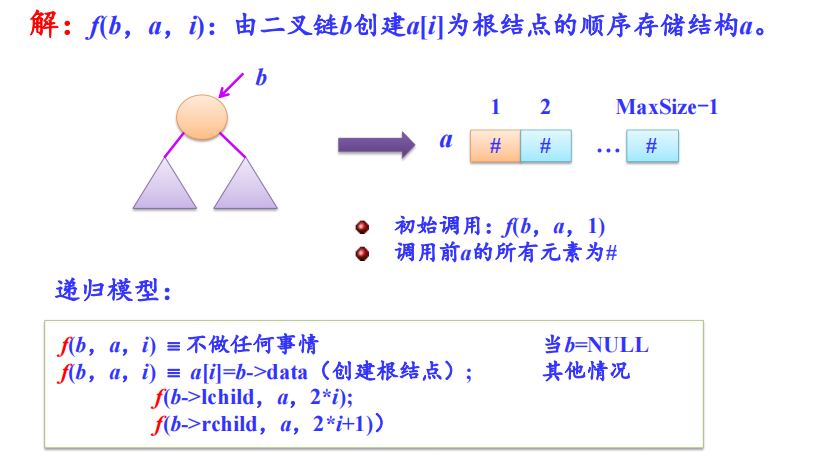 解：f(b，a，i)：由二叉链b创建a[i]为根结点的顺序存储结构a。
b
1 2 MaxSize-1
a # # … #
初始调用：f(b，a，1)
调用前a的所有元素为#
递归模型：
f(b，a，i) ≡ 不做任何事情 当b=NULL
f(b，a，i) ≡ a[i]=b->data（创建根结点）; 其他情况
f(b->lchild，a，2*i);
f(b->rchild，a，2*i+1)）